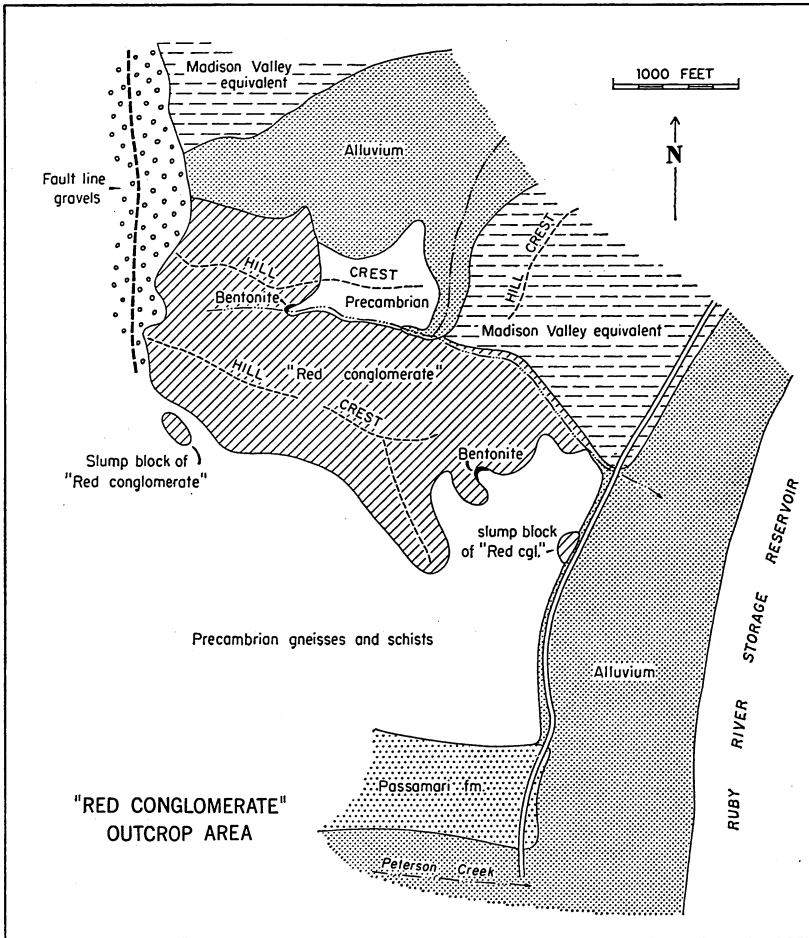 Madison Valley
equivalent
1000 FEET
N
Alluvium
Fault line
gravels
HILL CREST
HILL CREST
Bentonite
Precambrian
Madison Valley equivalent
HILL CREST
"Red conglomerate"
Bentonite
Slump block of
"Red conglomerate"
slump block
of "Red cgl."
Precambrian gneisses and schists
Alluvium
RUBY RIVER STORAGE RESERVOIR
Passamari fm.
"RED CONGLOMERATE"
OUTCROP AREA
Peterson Creek